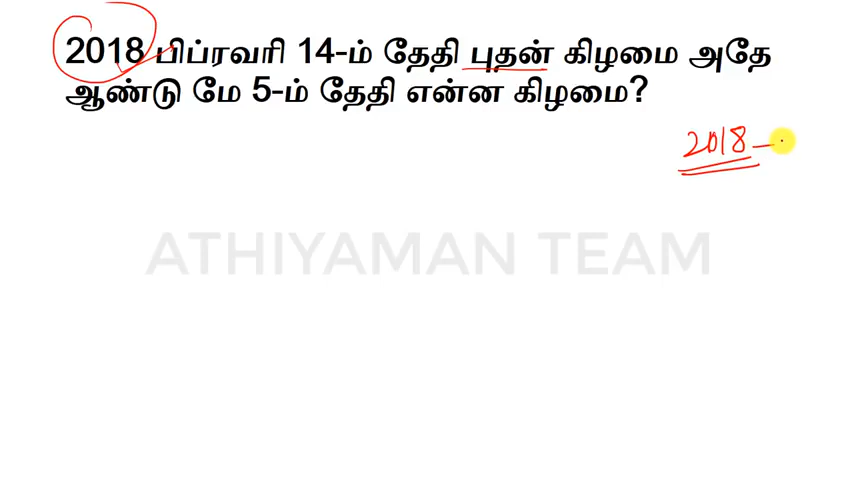 2018 பிப்ரவரி 14-ம் தேதி புதன் கிழமை அதே
ஆண்டு மே 5-ம் தேதி என்ன கிழமை?
2018 –
ATHIYAMAN TEAM